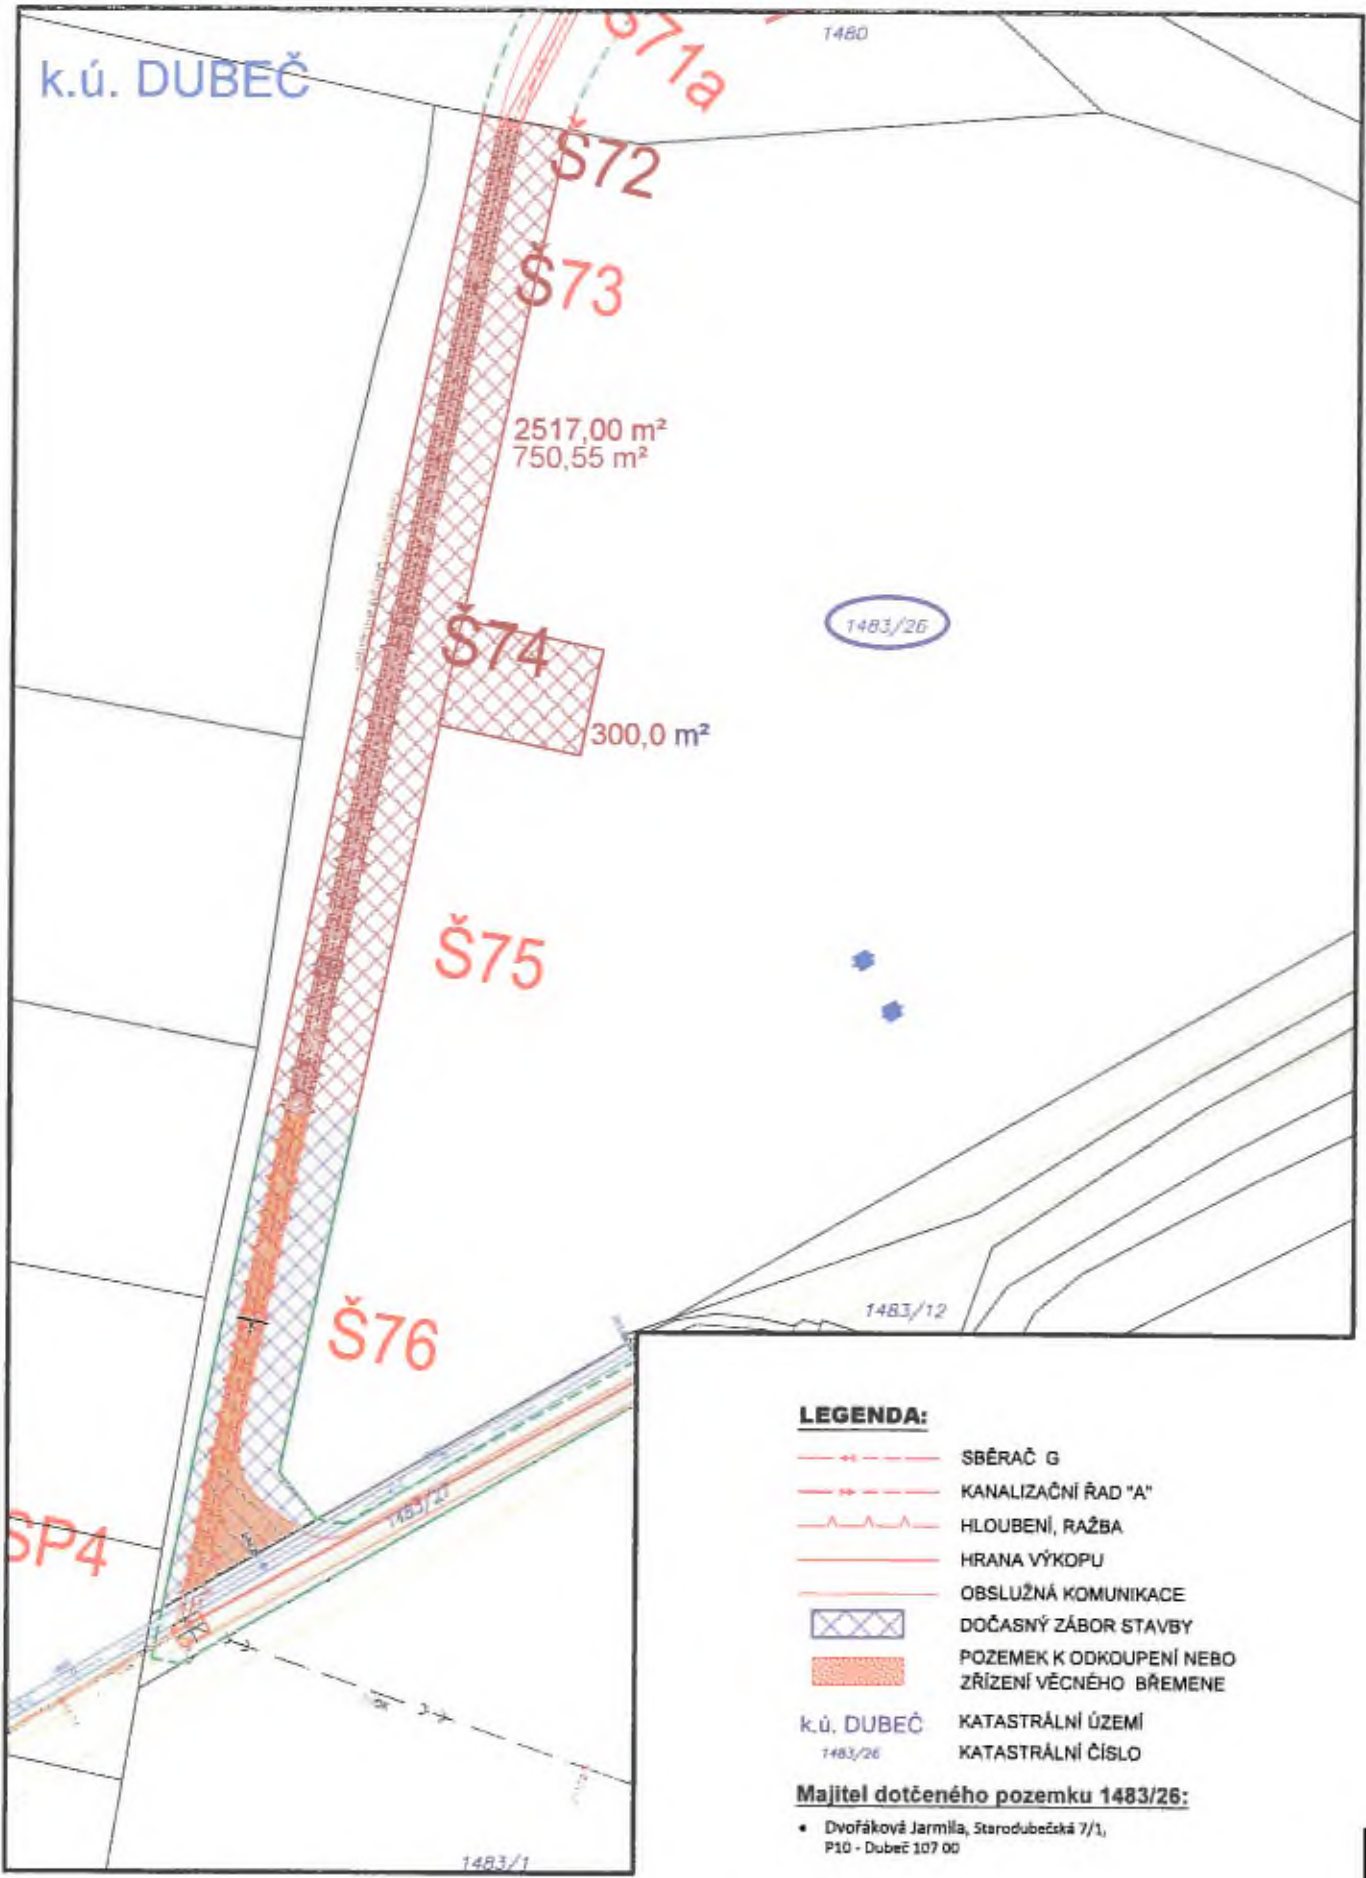 1480
k.ú. DUBEČ
Š71a
Š72
Š73
2517,00 m²
750,55 m²
1483/26
Š74
300,0 m²
Š75
1483/12
Š76
1483/27
SP4
1483/1
LEGENDA:
SBĚRAČ G
KANALIZAČNÍ ŘAD "A"
HLOUBENÍ, RAŽBA
HRANA VÝKOPU
OBSLUŽNÁ KOMUNIKACE
DOČASNÝ ZÁBOR STAVBY
POZEMEK K ODKOUPENÍ NEBO
ZŘÍZENÍ VĚCNÉHO BŘEMENE
k.ú. DUBEČ KATASTRÁLNÍ ÚZEMÍ
1483/26 KATASTRÁLNÍ ČÍSLO
Majitel dotčeného pozemku 1483/26:
• Dvořáková Jarmila, Starodubečská 7/1,
P10 - Dubeč 107 00